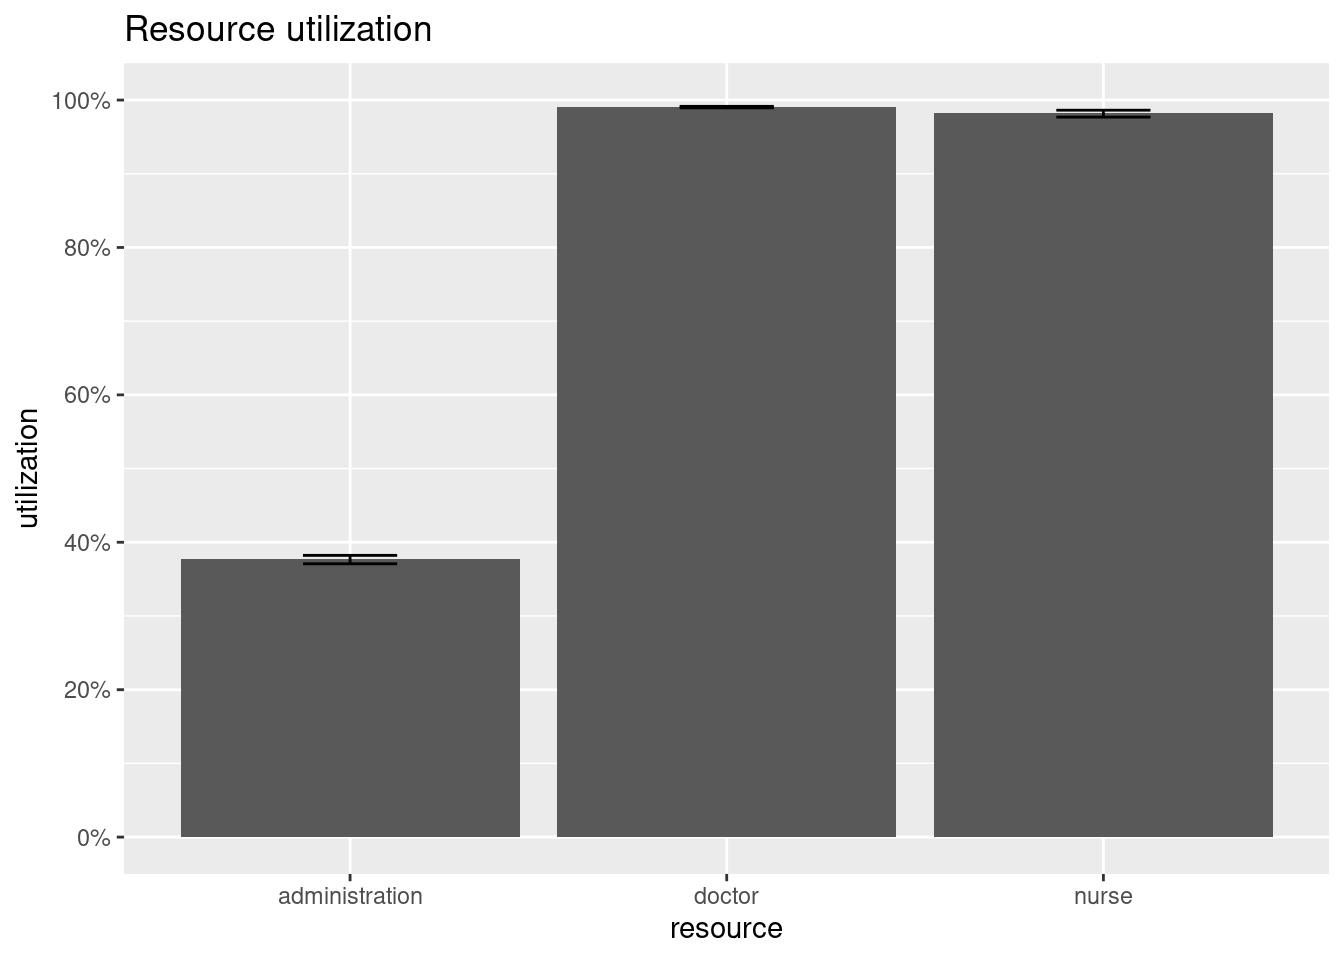 Resource utilization
100%
80%
60%
40%
20%
0%
utilization
administration doctor nurse
resource